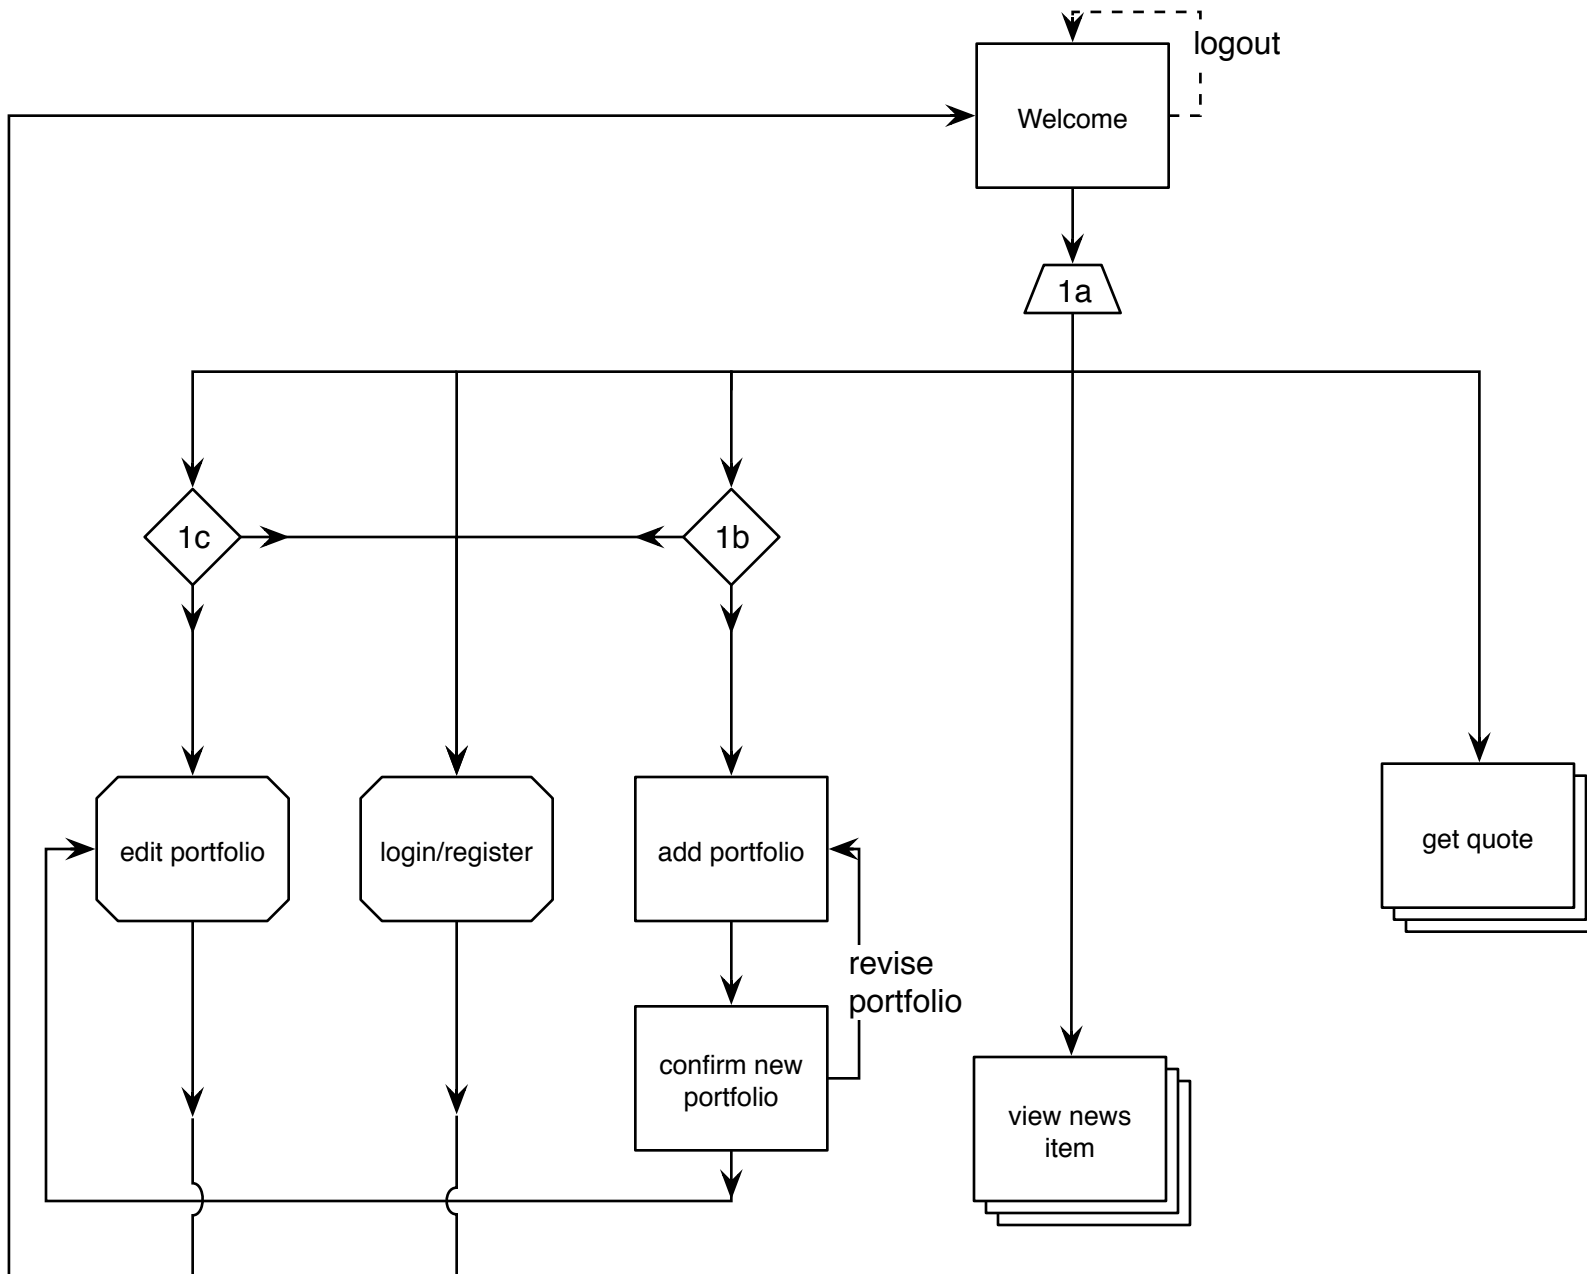 logout
Welcome
1a
1c
1b
edit portfolio
login/register
add portfolio
get quote
revise
portfolio
confirm new
portfolio
view news
item